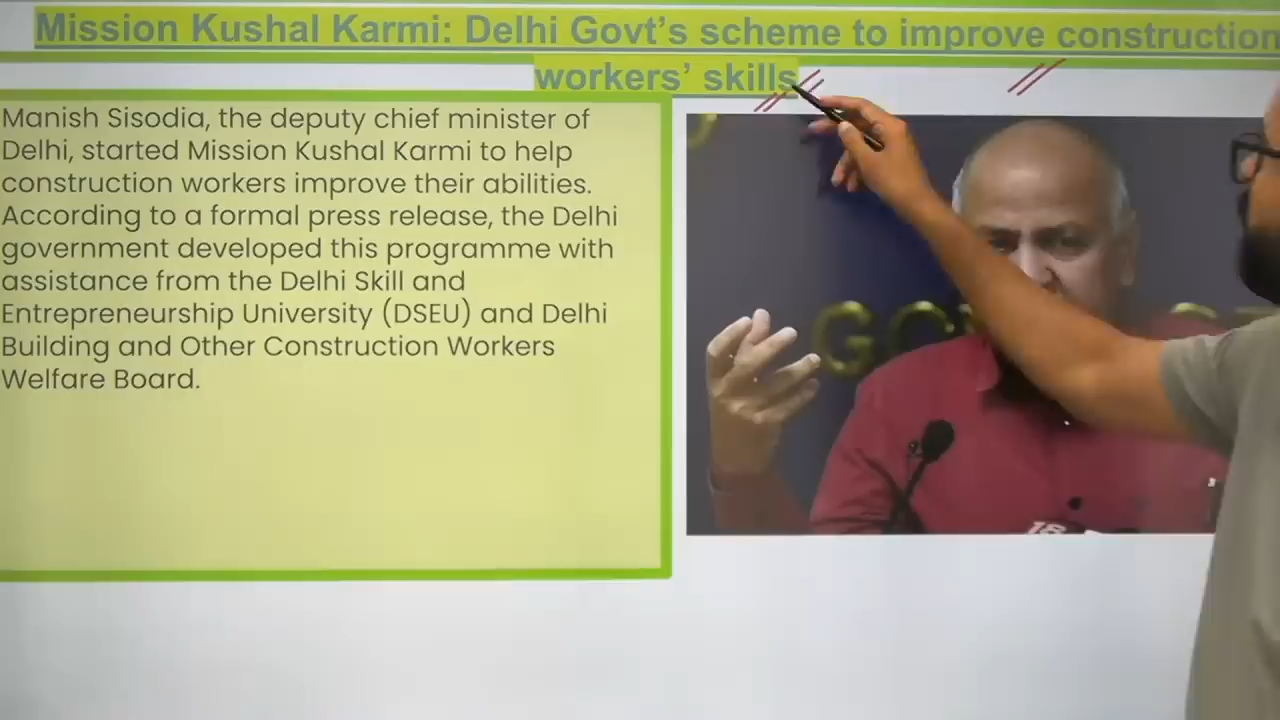 Mission Kushal Karmi: Delhi Govt's scheme to improve construction
workers' skills
Manish Sisodia, the deputy chief minister of
Delhi, started Mission Kushal Karmi to help
construction workers improve their abilities.
According to a formal press release, the Delhi
government developed this programme with
assistance from the Delhi Skill and
Entrepreneurship University (DSEU) and Delhi
Building and Other Construction Workers
Welfare Board.
18